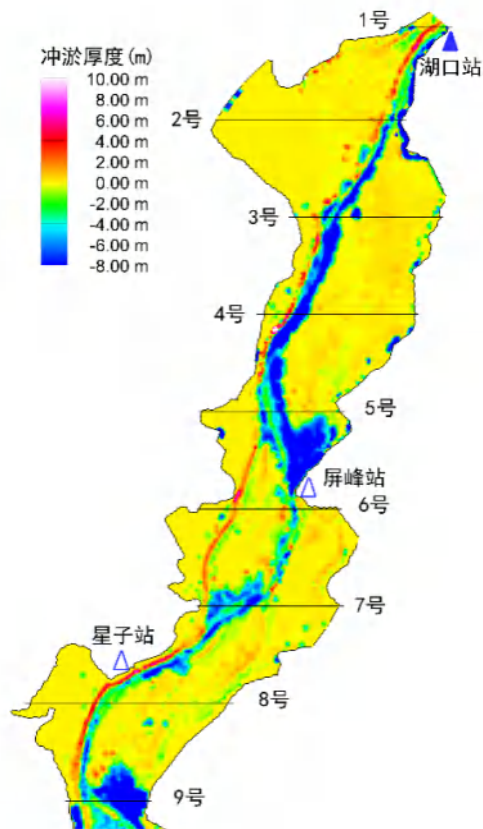 1号
湖口站
冲淤厚度(m)
10.00 m
8.00 m
6.00 m
4.00 m
2.00 m
0.00 m
-2.00 m
-4.00 m
-6.00 m
-8.00 m
2号
3号
4号
5号
屏峰站
6号
7号
星子站
8号
9号